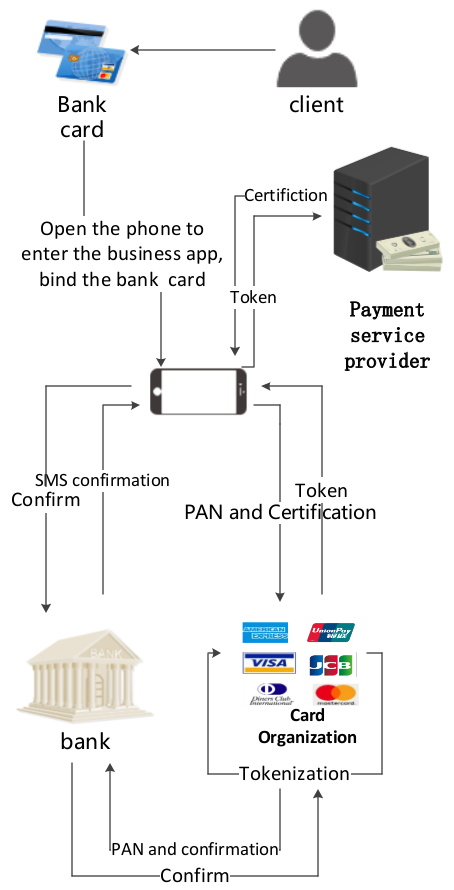 Bank
card
client
Certifiction
Open the phone to
enter the business app,
bind the bank card
Token
Payment
service
provider
SMS confirmation
Confirm
Token
PAN and Certification
AMERICAN
EXPRESS
UnionPay
银联
BANK
VISA
JCB
Diners Club
International
mastercard
Card
Organization
bank
Tokenization
PAN and confirmation
Confirm